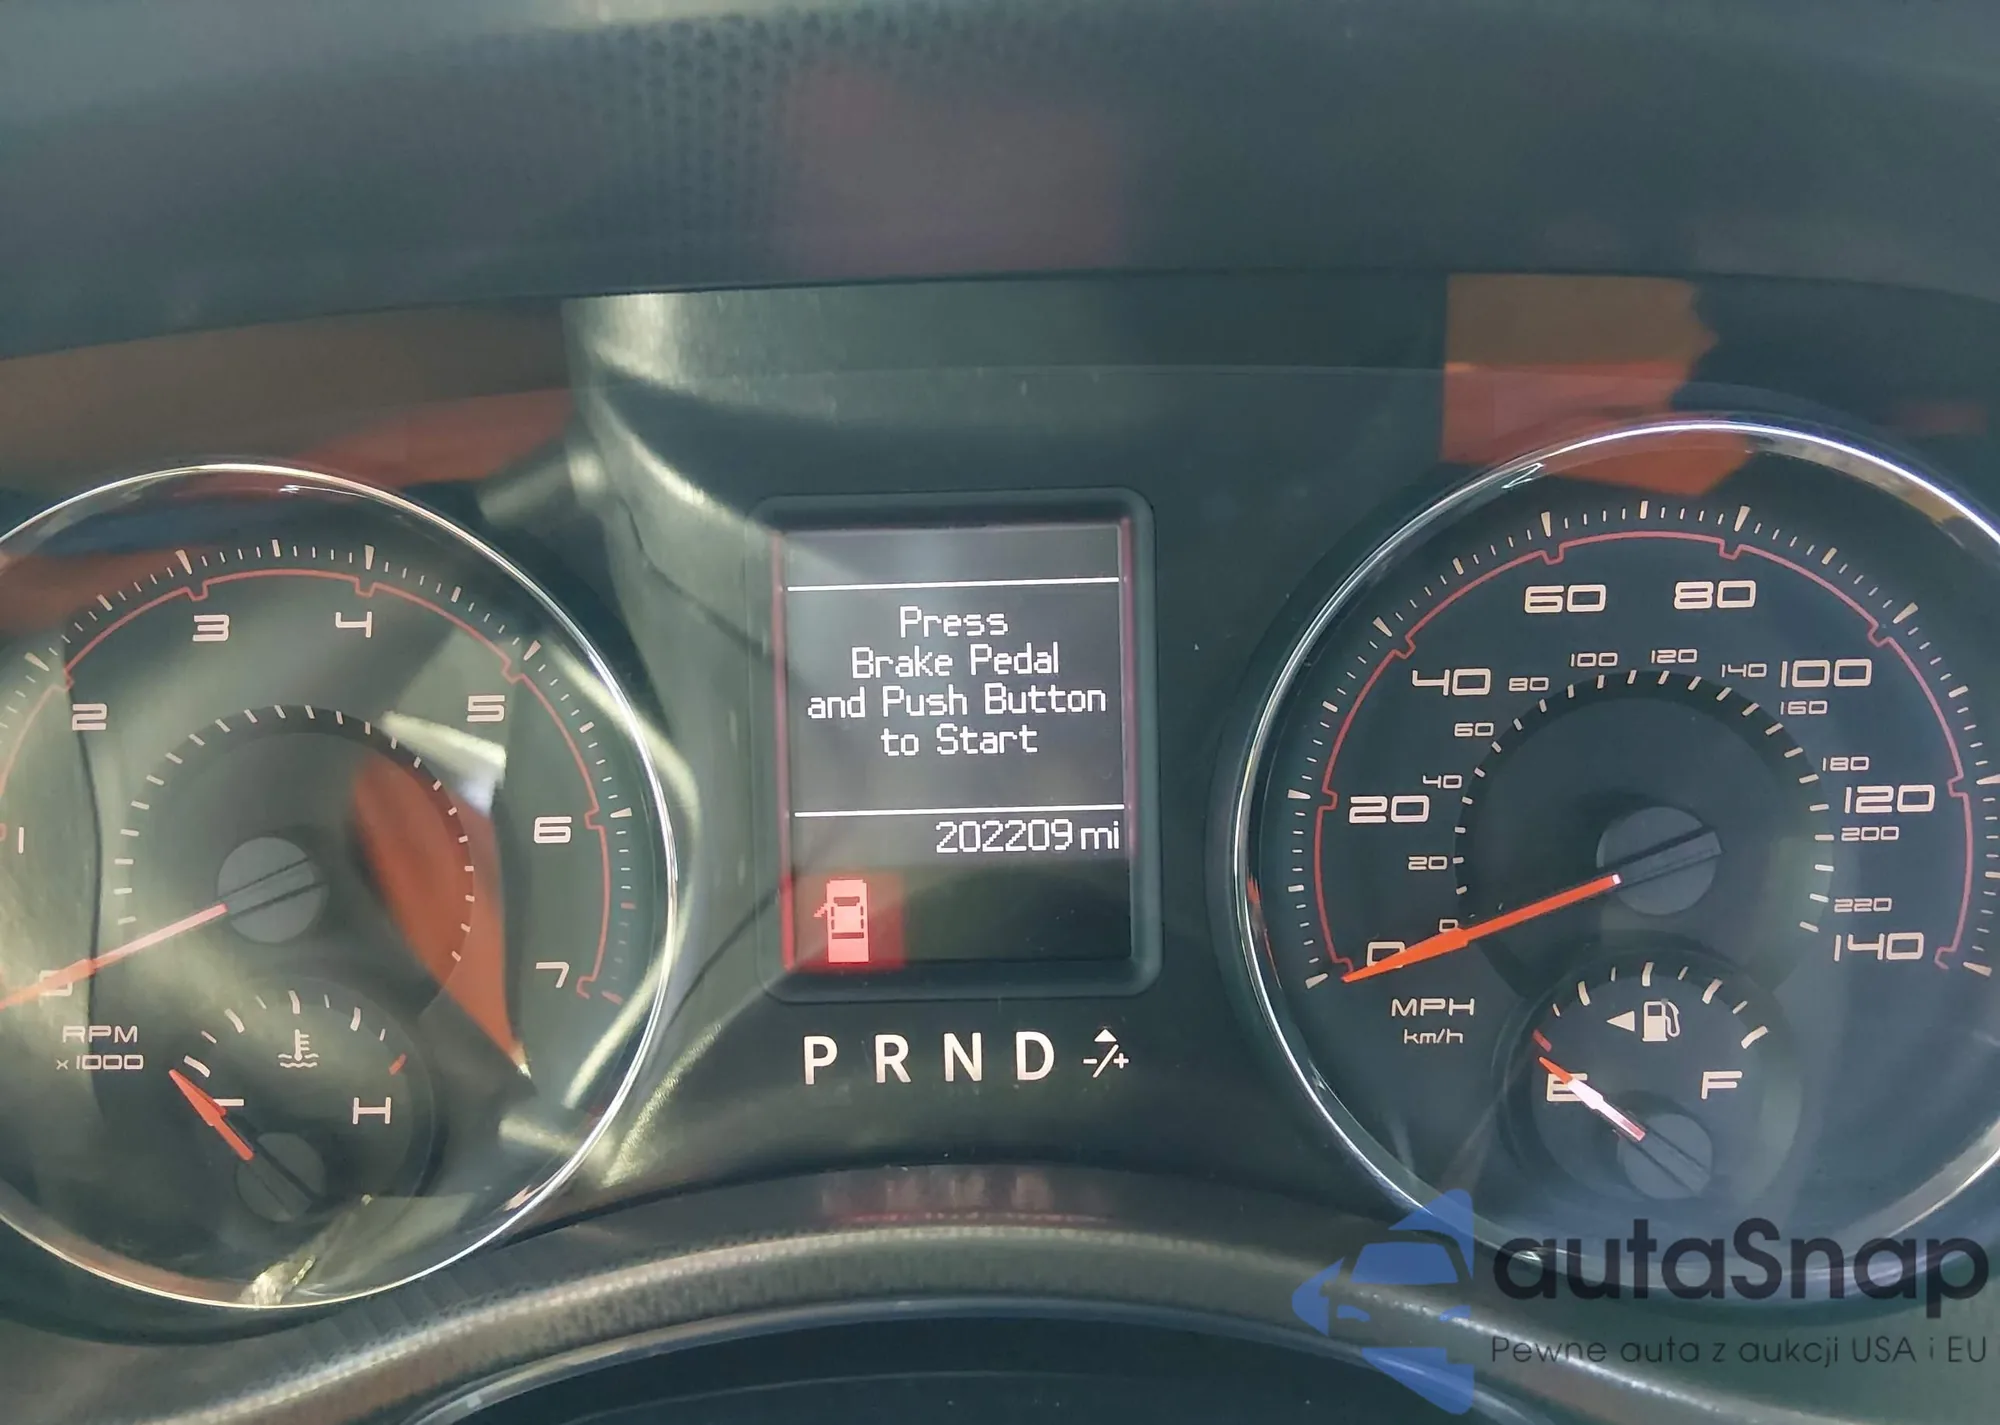 Press
Brake Pedal
and Push Button
to Start
202209 mi
P R N D -/+
1
2
3
4
5
6
7
RPM
x1000
H
0
20
40
60
80
100
120
140
0
20
40
60
80
100
120
140
160
180
200
220
MPH
km/h
E
F
autaSnap
Pewne auta z aukcji USA i EU